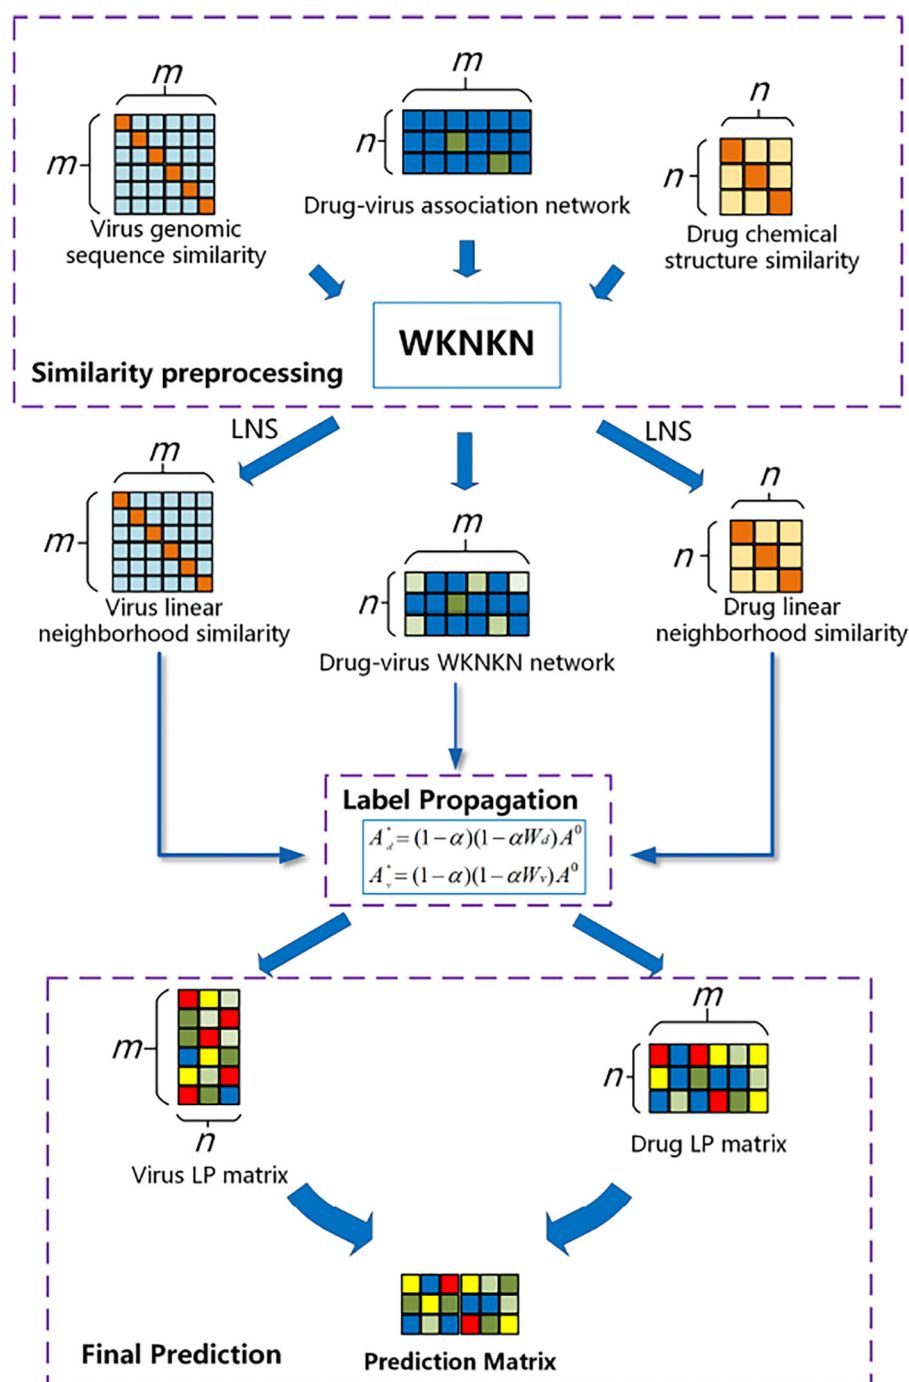 m
m
n
m
n
n
Drug-virus association network
Virus genomic
sequence similarity
Drug chemical
structure similarity
WKNKN
Similarity preprocessing
LNS
LNS
m
m
m
n
n
n
Virus linear
neighborhood similarity
Drug-virus WKNKN network
Drug linear
neighborhood similarity
Label Propagation
A*d = (1−α)(1−αWd)A⁰
A*v = (1−α)(1−αWv)A⁰
m
n
Virus LP matrix
m
n
Drug LP matrix
Final Prediction
Prediction Matrix